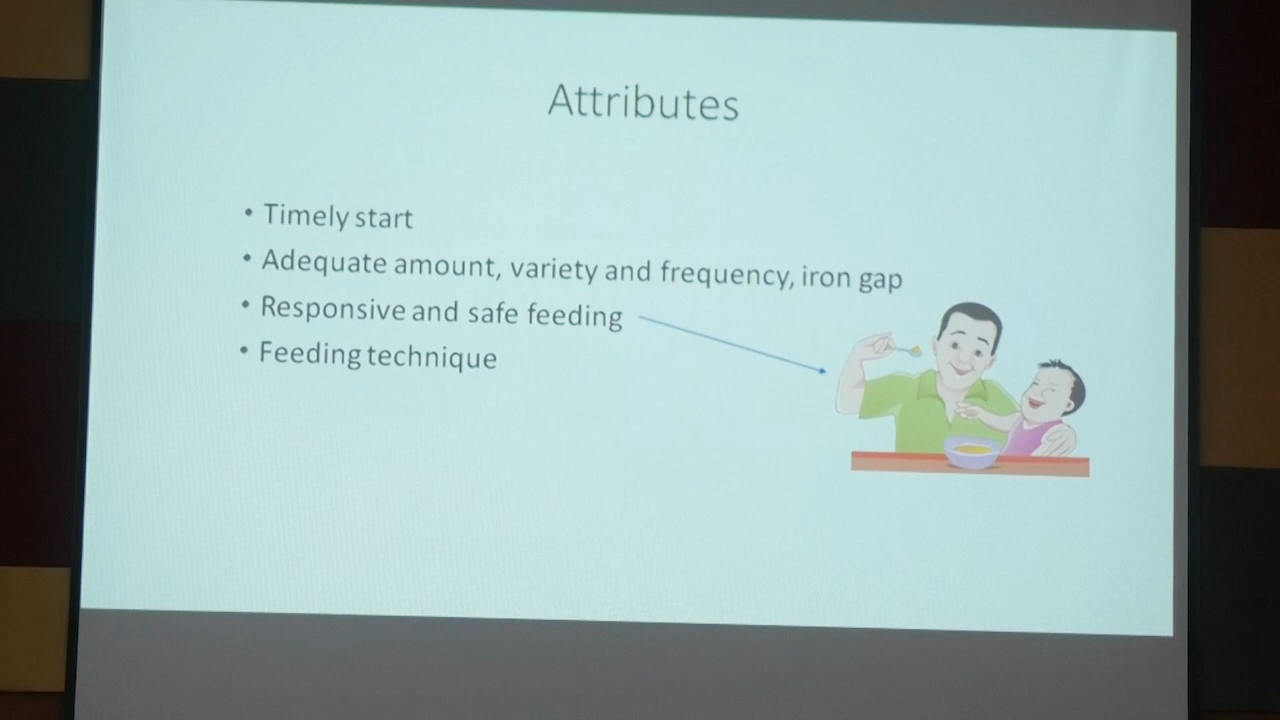 Attributes
• Timely start
• Adequate amount, variety and frequency, iron gap
• Responsive and safe feeding
• Feeding technique